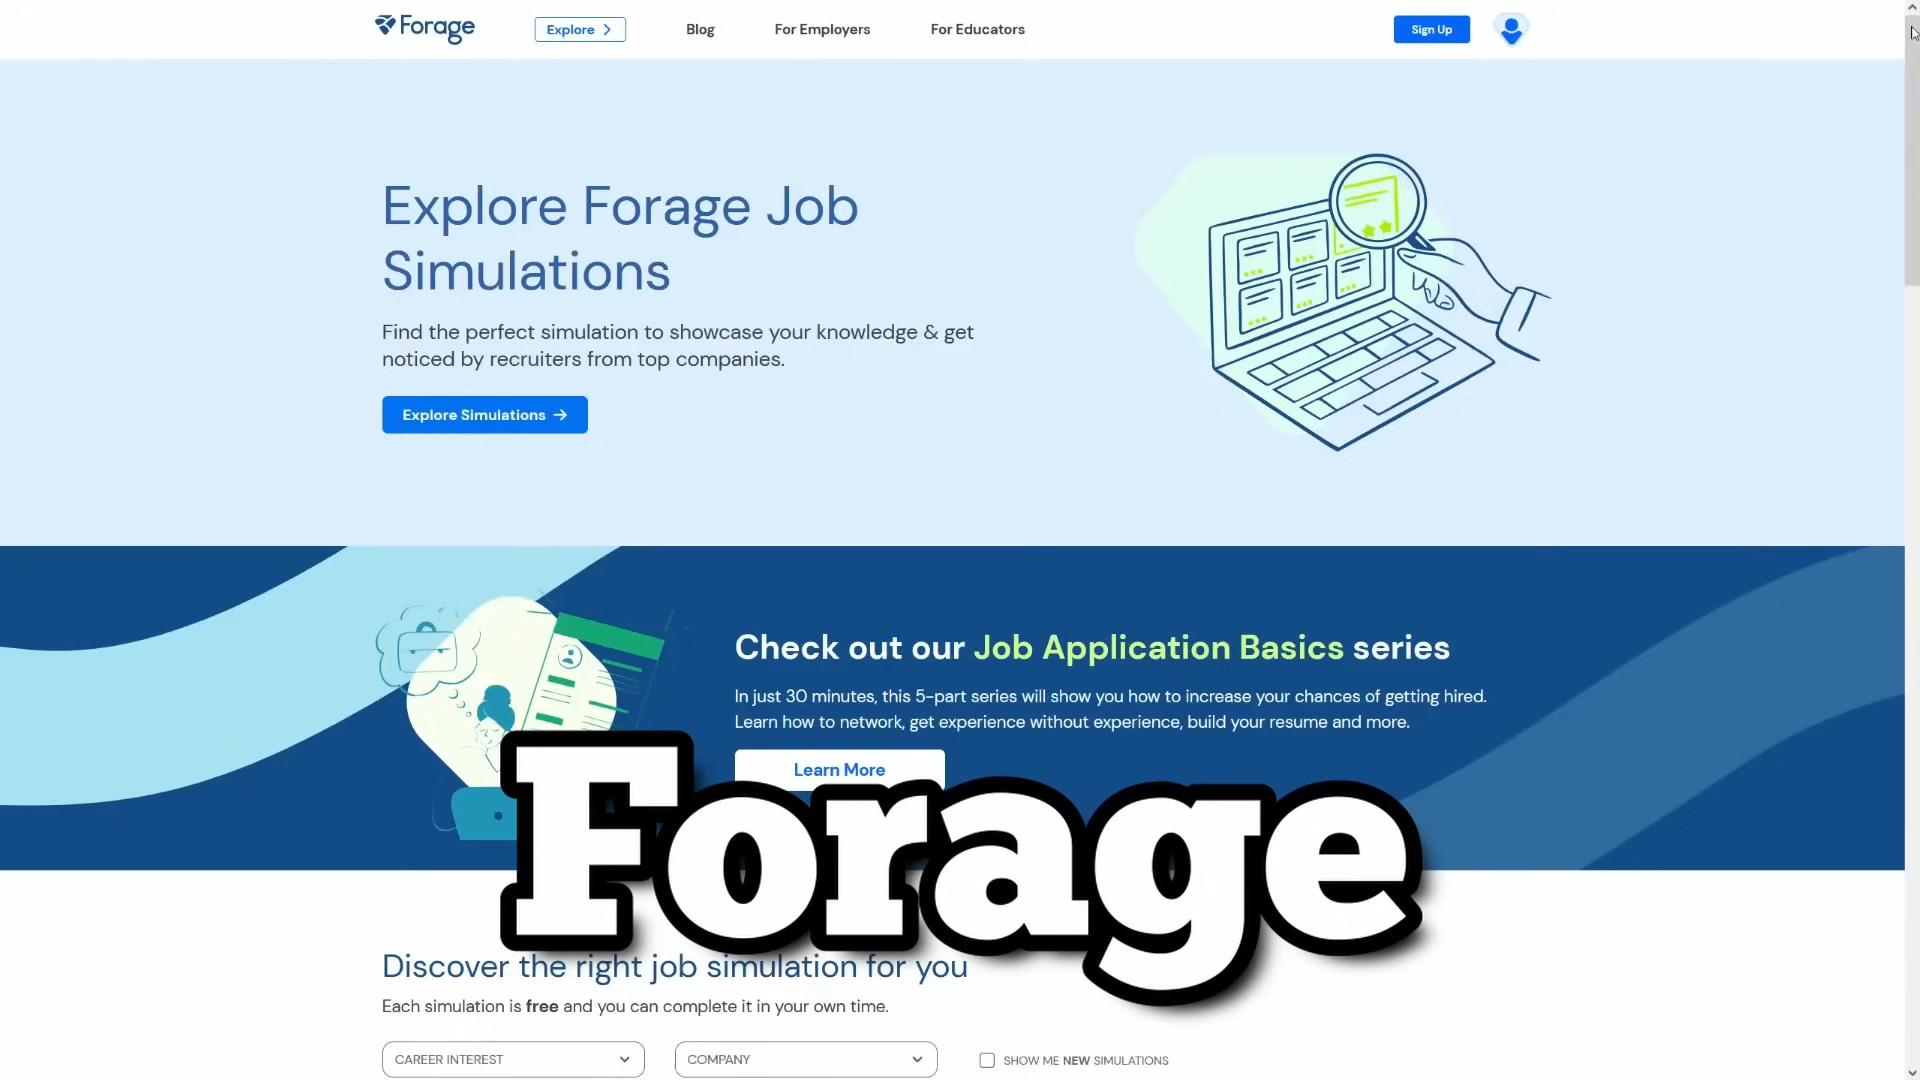 Forage
Explore
Blog
For Employers
For Educators
Sign Up
Explore Forage Job
Simulations
Find the perfect simulation to showcase your knowledge & get
noticed by recruiters from top companies.
Explore Simulations
Check out our Job Application Basics series
In just 30 minutes, this 5-part series will show you how to increase your chances of getting hired.
Learn how to network, get experience without experience, build your resume and more.
Learn More
Forage
Discover the right job simulation for you
Each simulation is free and you can complete it in your own time.
CAREER INTEREST
COMPANY
SHOW ME NEW SIMULATIONS